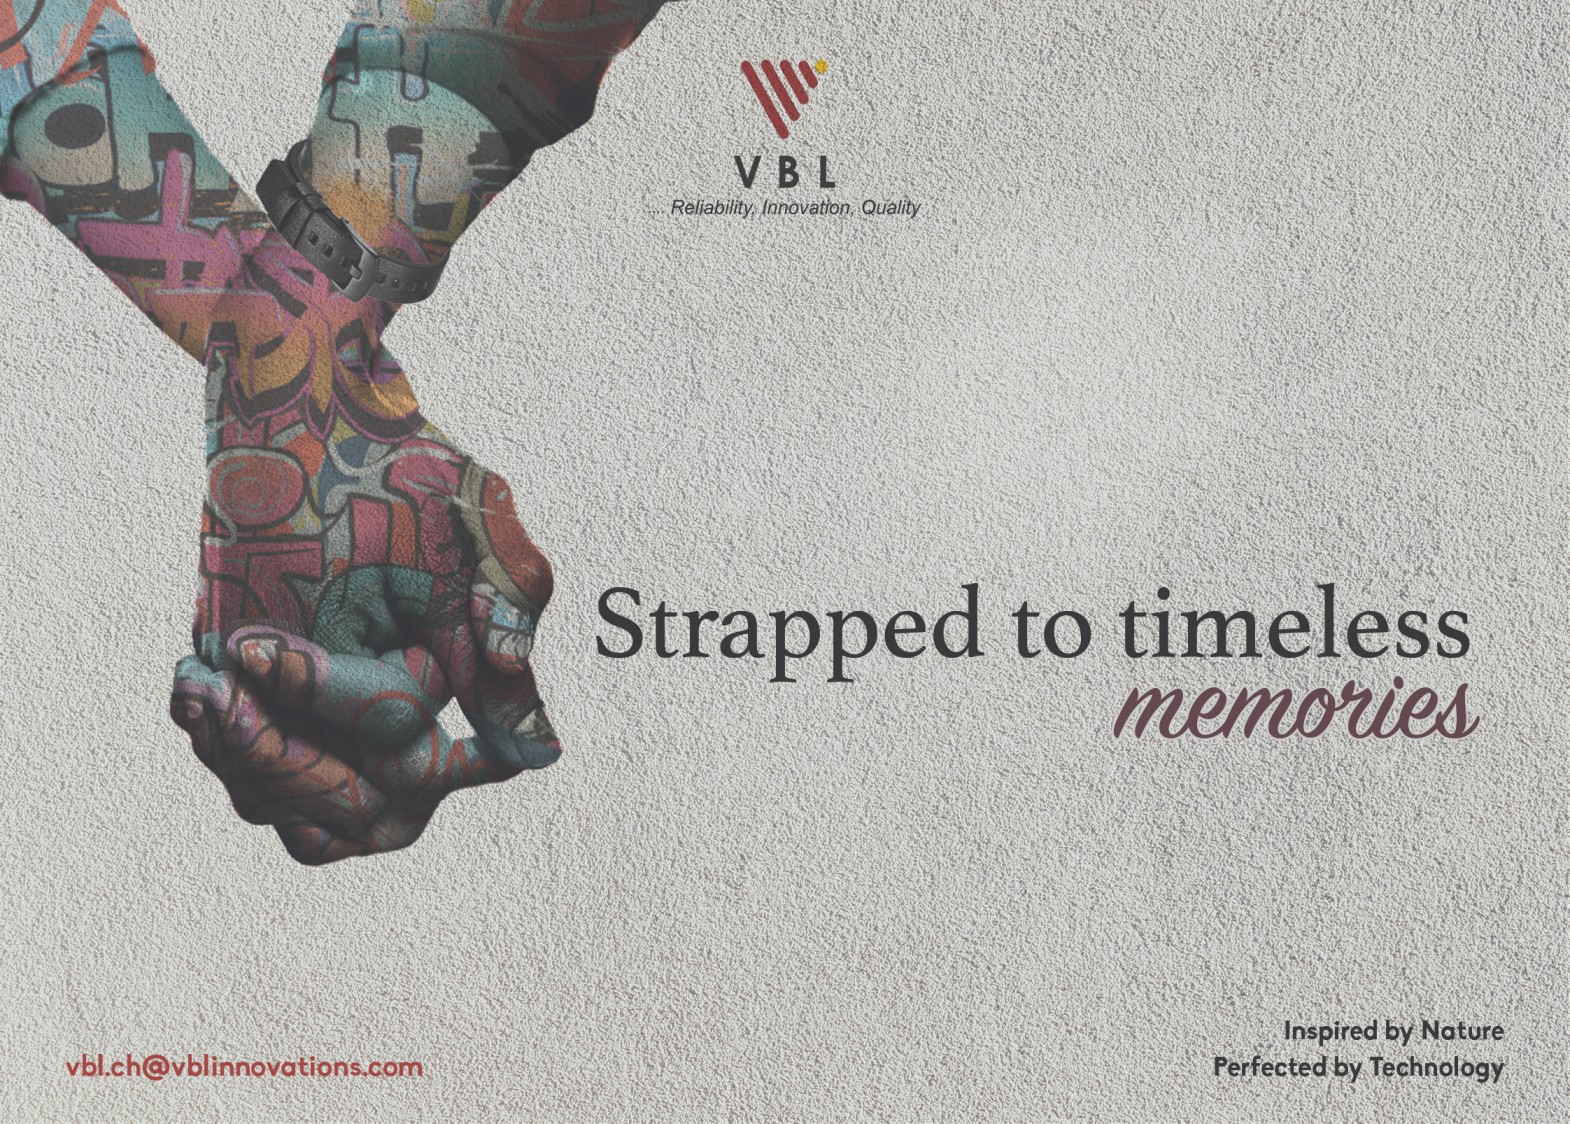 VBL
.... Reliability, Innovation, Quality
Strapped to timeless
memories
Inspired by Nature
Perfected by Technology
vbl.ch@vblinnovations.com